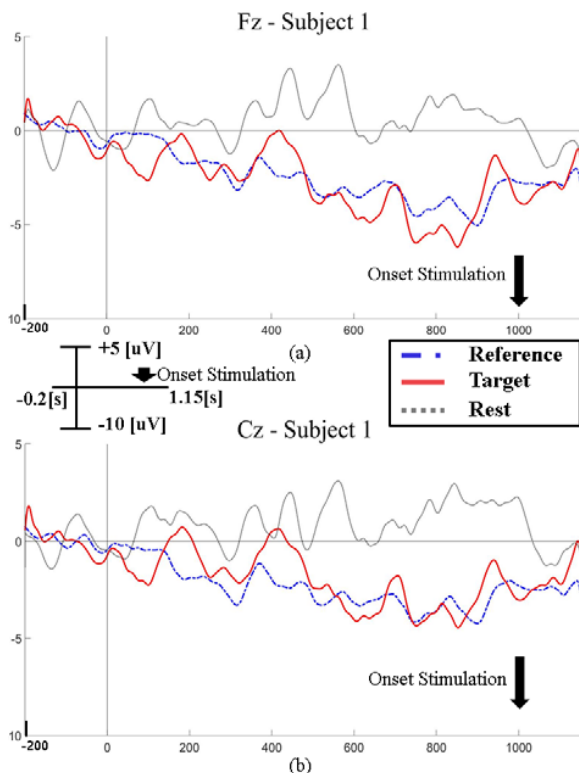 Fz - Subject 1
5
0
-5
10
-200
0
200
400
600
800
1000
Onset Stimulation
(a)
+5 [uV]
Onset Stimulation
-0.2[s]
1.15[s]
-10 [uV]
Reference
Target
Rest
Cz - Subject 1
5
0
-5
10
-200
0
200
400
600
800
1000
Onset Stimulation
(b)